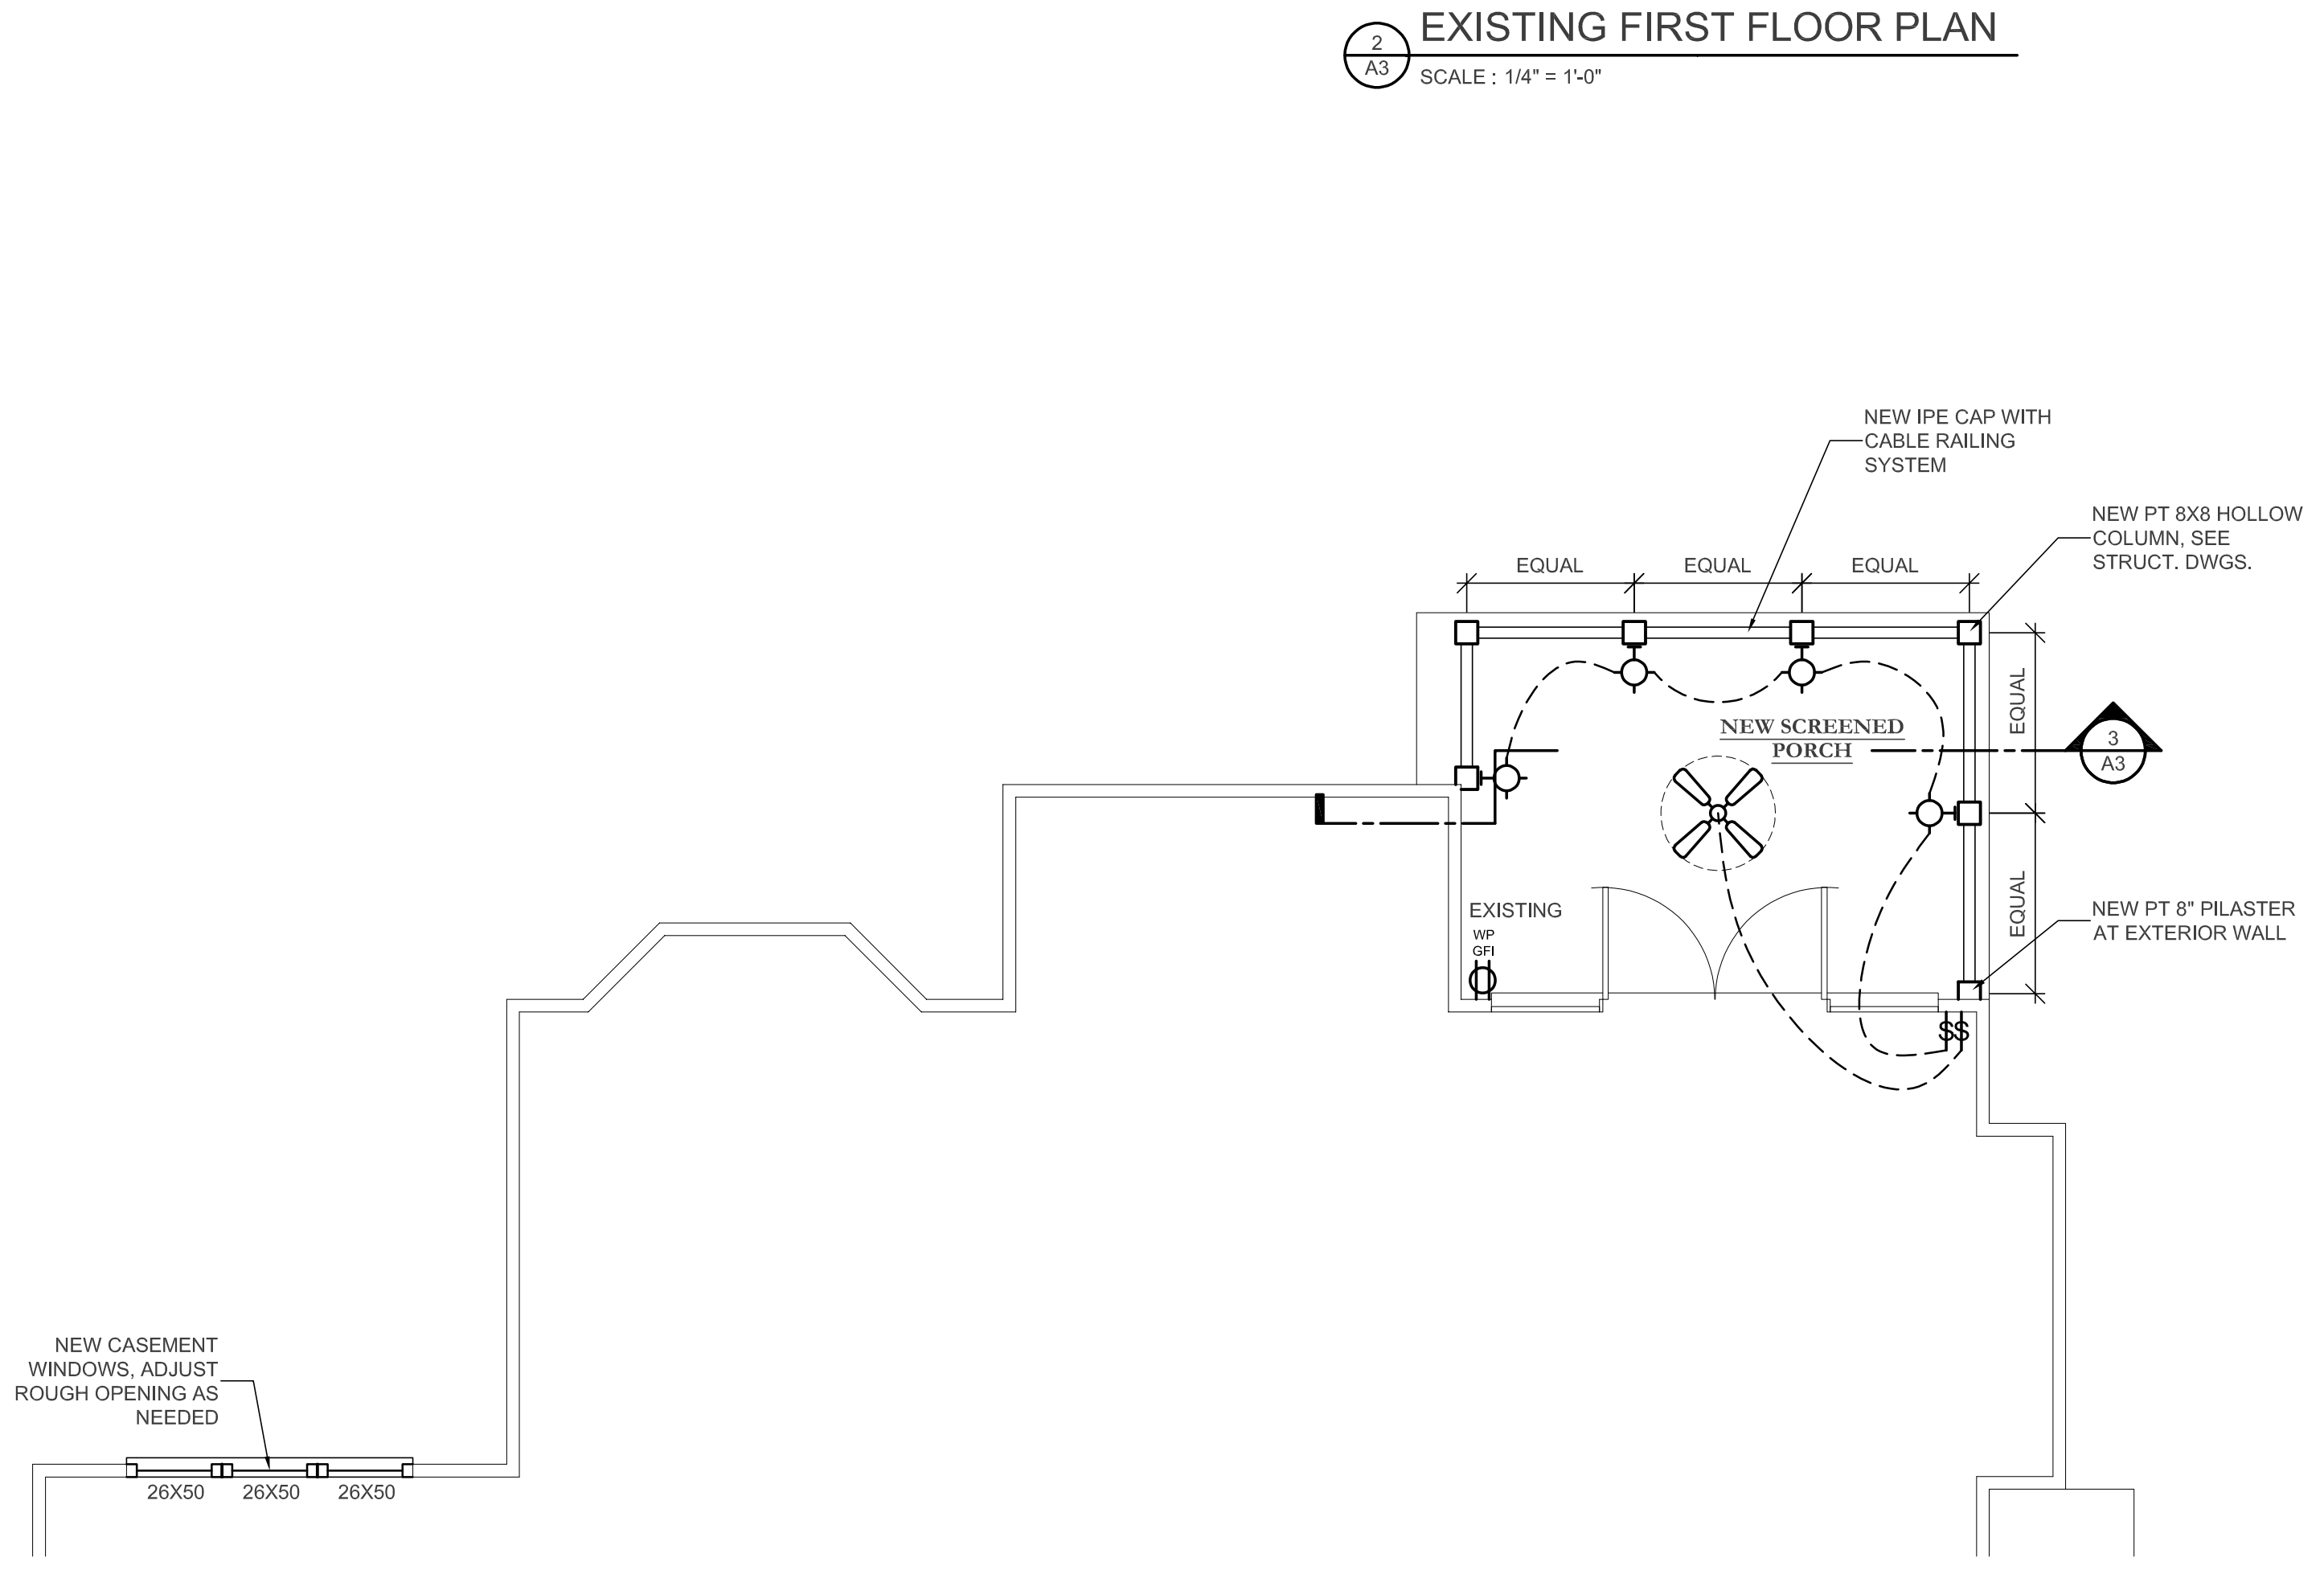 2
A3
EXISTING FIRST FLOOR PLAN
SCALE : 1/4" = 1'-0"
NEW IPE CAP WITH
CABLE RAILING
SYSTEM
NEW PT 8X8 HOLLOW
COLUMN, SEE
STRUCT. DWGS.
EQUAL
EQUAL
EQUAL
EQUAL
NEW SCREENED
PORCH
3
A3
EXISTING
WP
GFI
EQUAL
NEW PT 8" PILASTER
AT EXTERIOR WALL
$$
NEW CASEMENT
WINDOWS, ADJUST
ROUGH OPENING AS
NEEDED
26X50
26X50
26X50